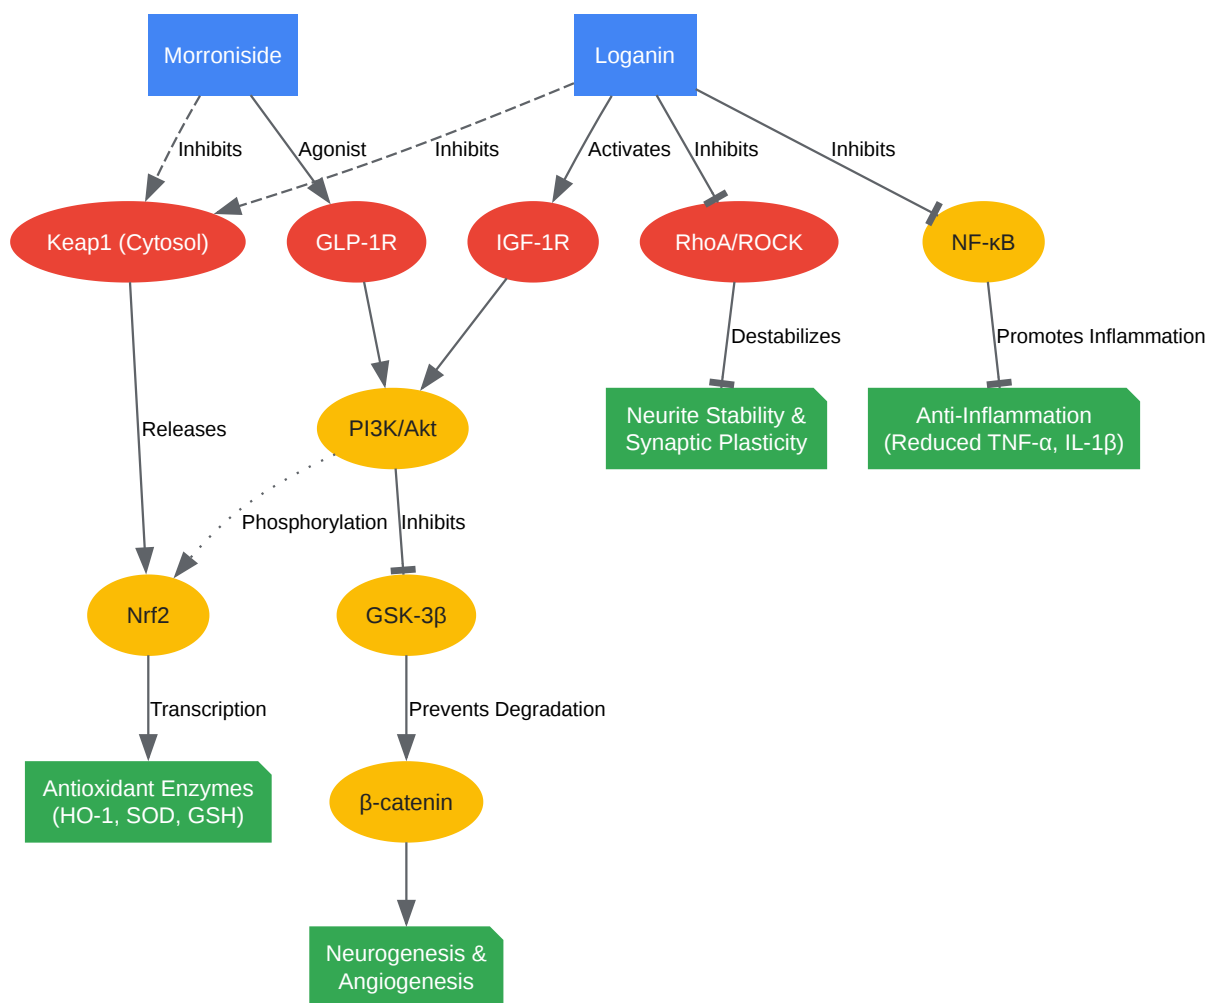 Morroniside
Loganin
Inhibits
Agonist
Inhibits
Activates
Inhibits
Inhibits
Keap1 (Cytosol)
GLP-1R
IGF-1R
RhoA/ROCK
NF-κB
Destabilizes
Promotes Inflammation
Releases
PI3K/Akt
Neurite Stability &
Synaptic Plasticity
Anti-Inflammation
(Reduced TNF-α, IL-1β)
Phosphorylation
Inhibits
Nrf2
GSK-3β
Transcription
Prevents Degradation
Antioxidant Enzymes
(HO-1, SOD, GSH)
β-catenin
Neurogenesis &
Angiogenesis